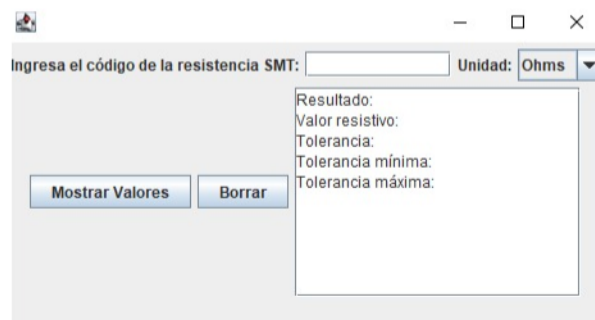 Ingresa el código de la resistencia SMT: Unidad: Ohms
Resultado:
Valor resistivo:
Tolerancia:
Tolerancia mínima:
Tolerancia máxima:
Mostrar Valores Borrar